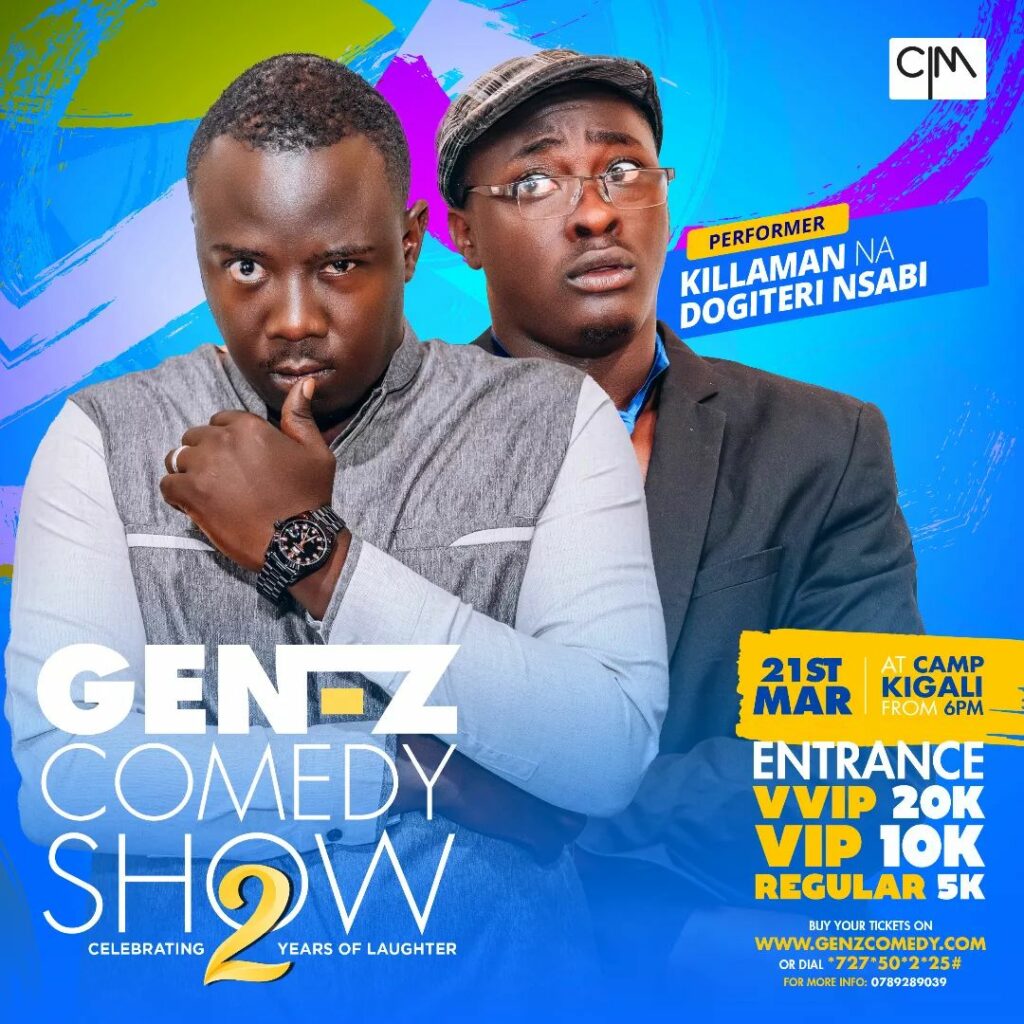 CJM
PERFORMER
KILLAMAN NA
DOGITERI NSABI
GEN-Z
COMEDY
SHOW
CELEBRATING 2 YEARS OF LAUGHTER
21ST
MAR
AT CAMP
KIGALI
FROM 6PM
ENTRANCE
VVIP 20K
VIP 10K
REGULAR 5K
BUY YOUR TICKETS ON
WWW.GENZCOMEDY.COM
OR DIAL *727*50*2*25#
FOR MORE INFO: 0789289039